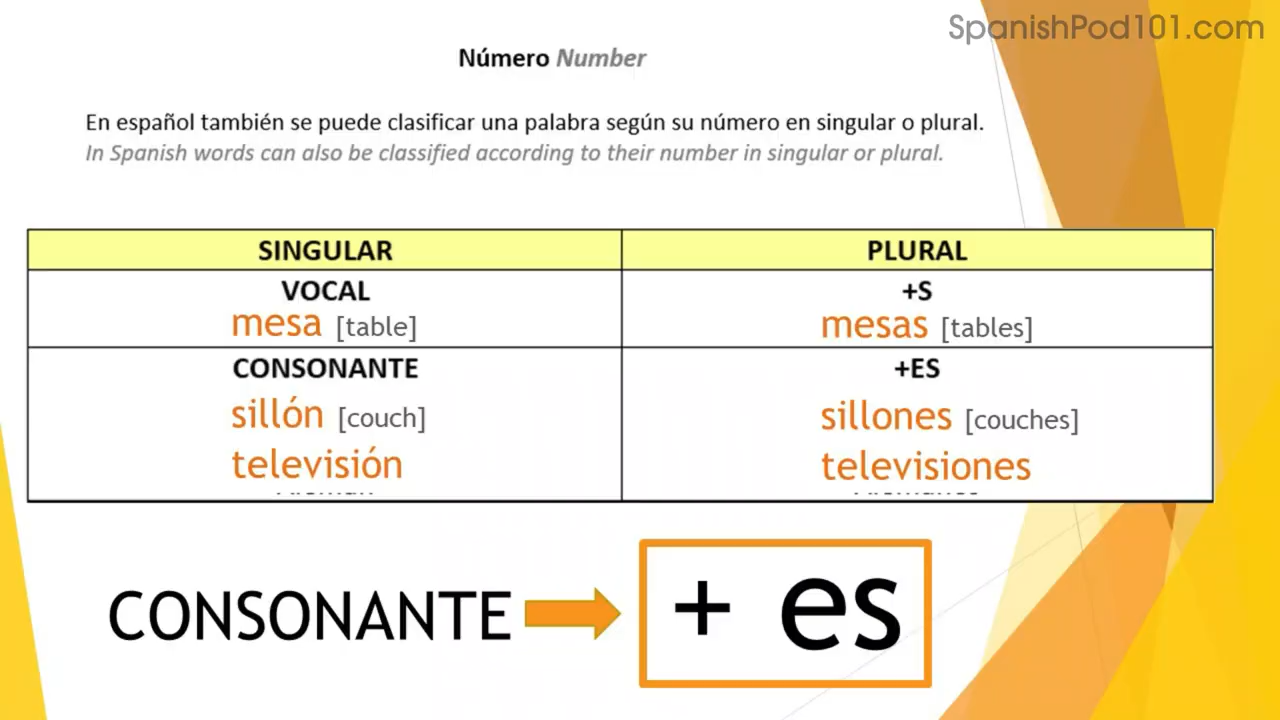 SpanishPod101.com
Número Number
En español también se puede clasificar una palabra según su número en singular o plural.
In Spanish words can also be classified according to their number in singular or plural.
SINGULAR PLURAL
VOCAL +S
mesa [table] mesas [tables]
CONSONANTE +ES
sillón [couch] sillones [couches]
televisión televisiones
CONSONANTE + es